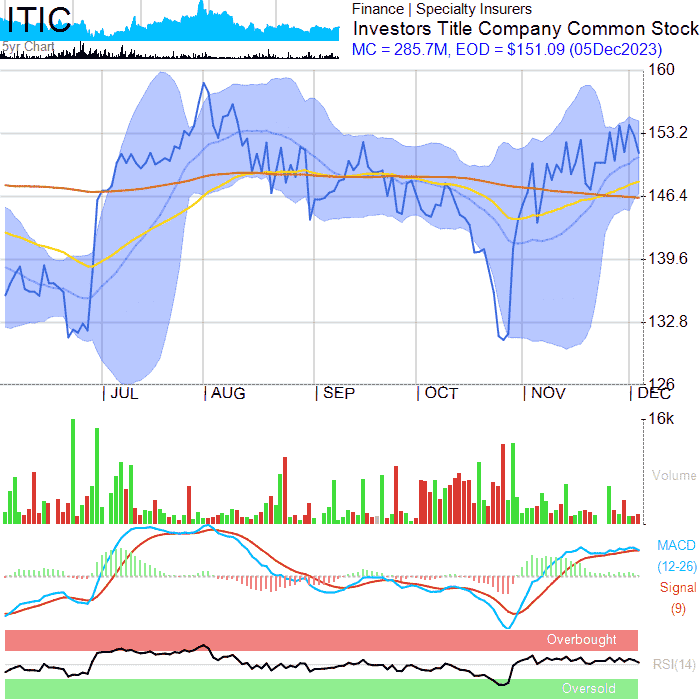 ITIC
5yr Chart
Finance | Specialty Insurers
Investors Title Company Common Stock
MC = 285.7M, EOD = $151.09 (05Dec2023)
160
153.2
146.4
139.6
132.8
126
JUL
AUG
SEP
OCT
NOV
DEC
16k
Volume
MACD
(12-26)
Signal
(9)
Overbought
RSI(14)
Oversold